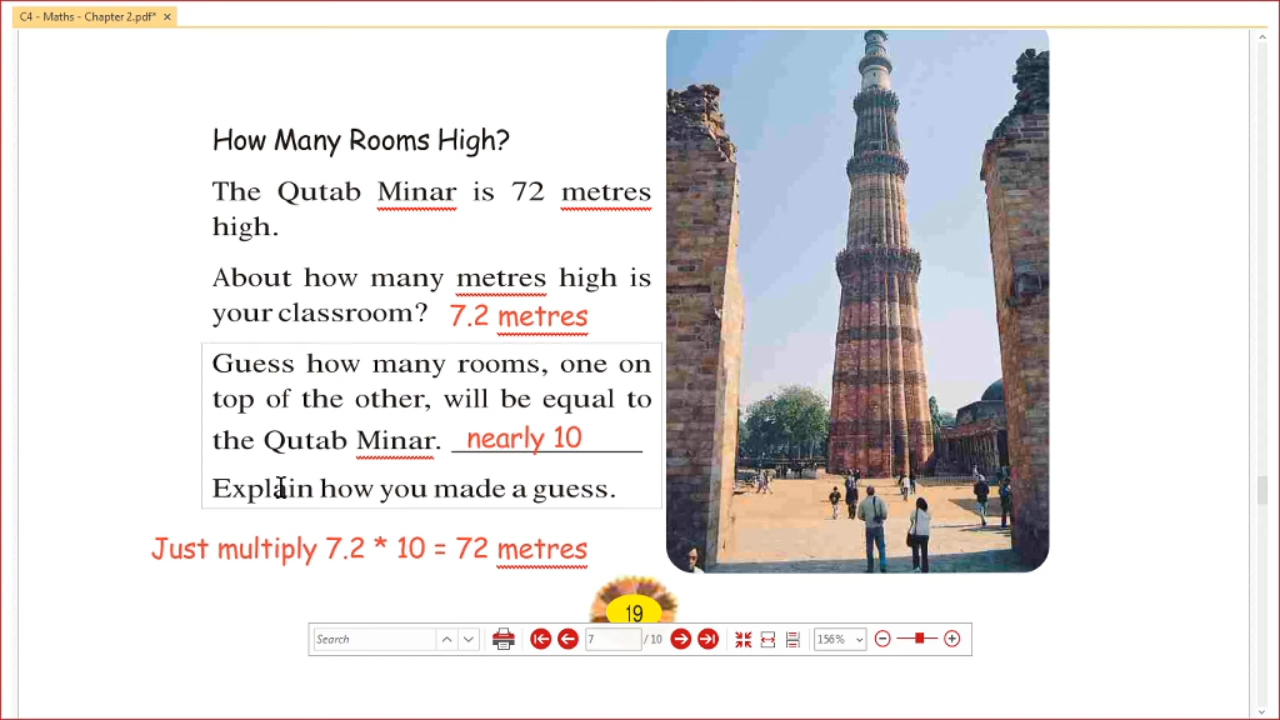 C4 - Maths - Chapter 2.pdf* ×
How Many Rooms High?
The Qutab Minar is 72 metres
high.
About how many metres high is
your classroom? 7.2 metres
Guess how many rooms, one on
top of the other, will be equal to
the Qutab Minar. nearly 10
Explain how you made a guess.
Just multiply 7.2 * 10 = 72 metres
19
Search 7 / 10 156%